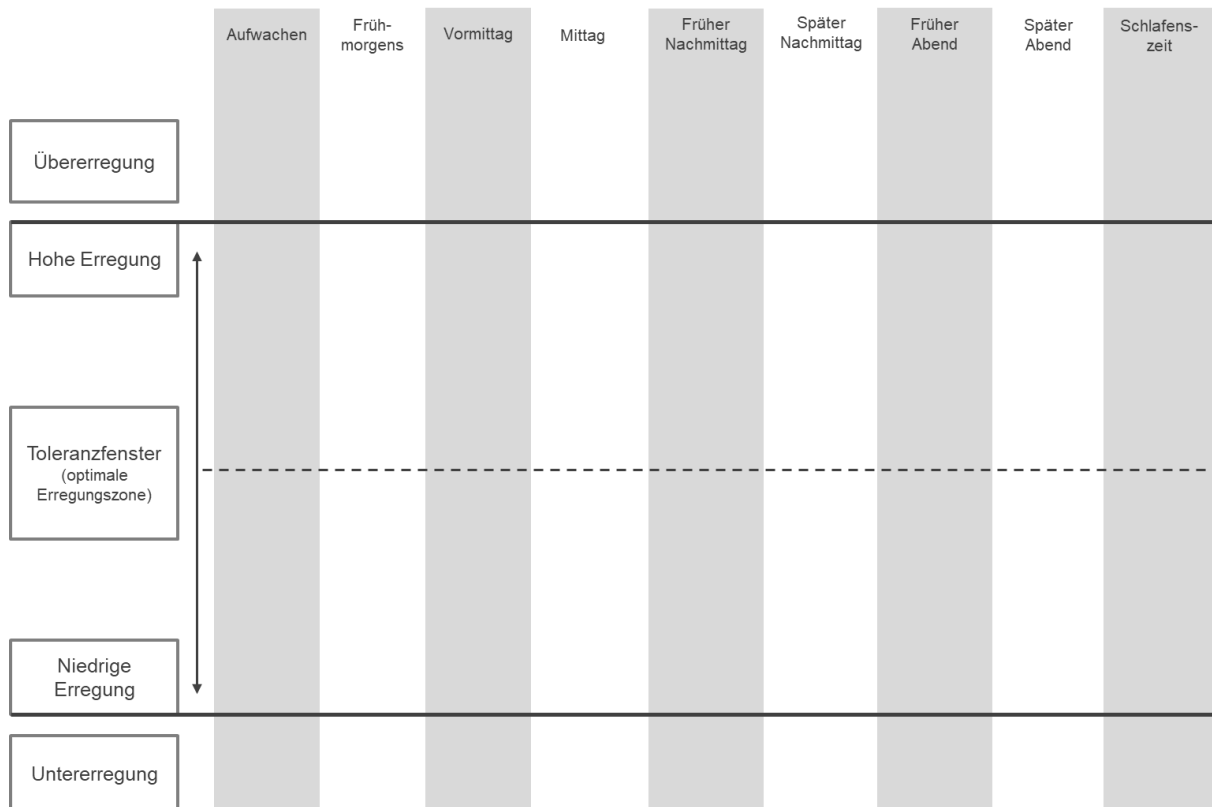 Aufwachen
Früh-
morgens
Vormittag
Mittag
Früher
Nachmittag
Später
Nachmittag
Früher
Abend
Später
Abend
Schlafens-
zeit
Übererregung
Hohe Erregung
Toleranzfenster
(optimale
Erregungszone)
Niedrige
Erregung
Untererregung